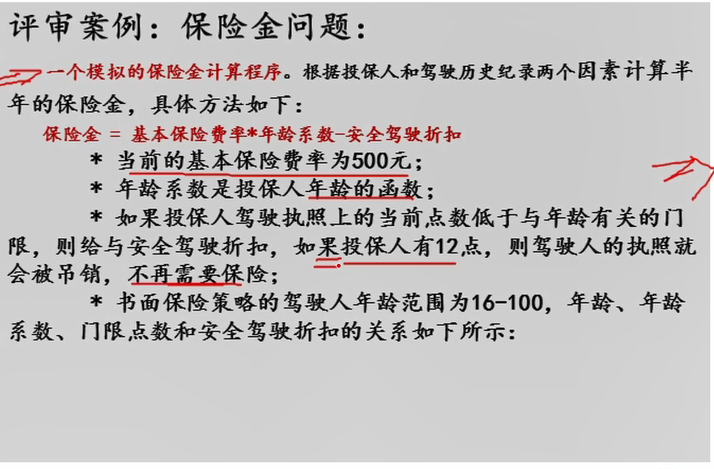 评审案例：保险金问题：
一个模拟的保险金计算程序。根据投保人和驾驶历史纪录两个因素计算半
年的保险金，具体方法如下：
保险金 = 基本保险费率*年龄系数-安全驾驶折扣
* 当前的基本保险费率为500元；
* 年龄系数是投保人年龄的函数；
* 如果投保人驾驶执照上的当前点数低于与年龄有关的门
限，则给与安全驾驶折扣，如果投保人有12点，则驾驶人的执照就
会被吊销，不再需要保险；
* 书面保险策略的驾驶人年龄范围为16-100，年龄、年龄
系数、门限点数和安全驾驶折扣的关系如下所示：